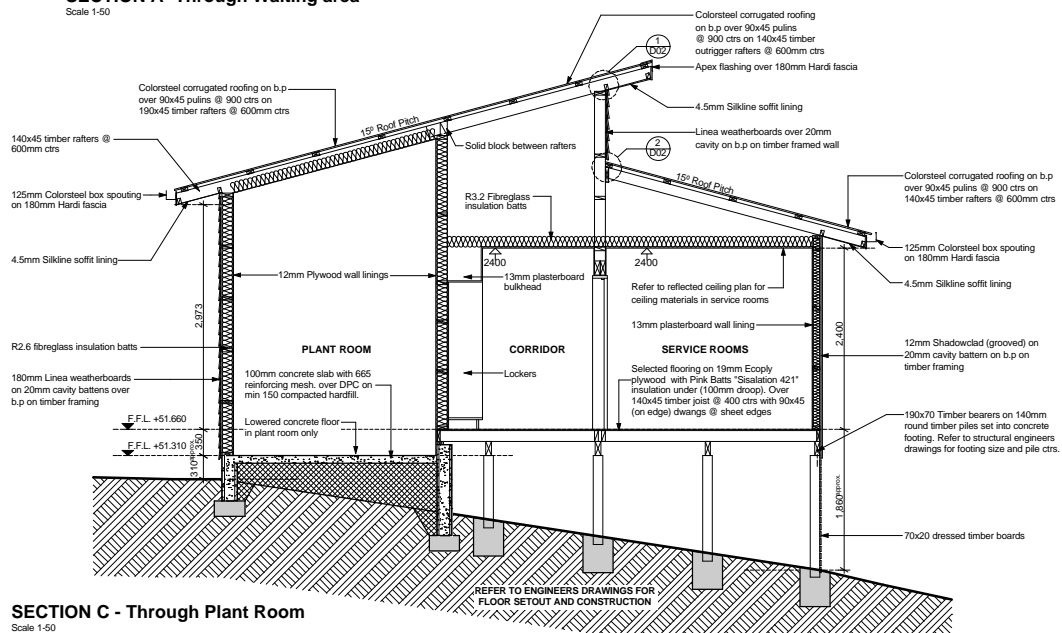 SECTION A- Through Waiting area
Scale 1-50
Colorsteel corrugated roofing
on b.p over 90x45 pulins
@ 900 ctrs on 140x45 timber
outrigger rafters @ 600mm ctrs
1
D02
Apex flashing over 180mm Hardi fascia
Colorsteel corrugated roofing on b.p
over 90x45 pulins @ 900 ctrs on
190x45 timber rafters @ 600mm ctrs
4.5mm Silkline soffit lining
15º Roof Pitch
140x45 timber rafters @
600mm ctrs
Solid block between rafters
Linea weatherboards over 20mm
cavity on b.p on timber framed wall
2
D02
15º Roof Pitch
Colorsteel corrugated roofing on b.p
over 90x45 pulins @ 900 ctrs on
140x45 timber rafters @ 600mm ctrs
125mm Colorsteel box spouting
on 180mm Hardi fascia
R3.2 Fibreglass
insulation batts
125mm Colorsteel box spouting
on 180mm Hardi fascia
4.5mm Silkline soffit lining
2400
2400
12mm Plywood wall linings
13mm plasterboard
bulkhead
Refer to reflected ceiling plan for
ceiling materials in service rooms
4.5mm Silkline soffit lining
2,973
13mm plasterboard wall lining
2,400
R2.6 fibreglass insulation batts
PLANT ROOM
CORRIDOR
SERVICE ROOMS
12mm Shadowclad (grooved) on
20mm cavity battern on b.p on
timber framing
180mm Linea weatherboards
on 20mm cavity battens over
b.p on timber framing
100mm concrete slab with 665
reinforcing mesh. over DPC on
min 150 compacted hardfill.
Lockers
Selected flooring on 19mm Ecoply
plywood with Pink Batts "Sisalation 421"
insulation under (100mm droop). Over
140x45 timber joist @ 400 ctrs with 90x45
(on edge) dwangs @ sheet edges
F.F.L. +51.660
Lowered concrete floor
in plant room only
190x70 Timber bearers on 140mm
round timber piles set into concrete
footing. Refer to structural engineers
drawings for footing size and pile ctrs.
350
F.F.L. +51.310
310approx.
1,860approx.
70x20 dressed timber boards
REFER TO ENGINEERS DRAWINGS FOR
FLOOR SETOUT AND CONSTRUCTION
SECTION C - Through Plant Room
Scale 1-50